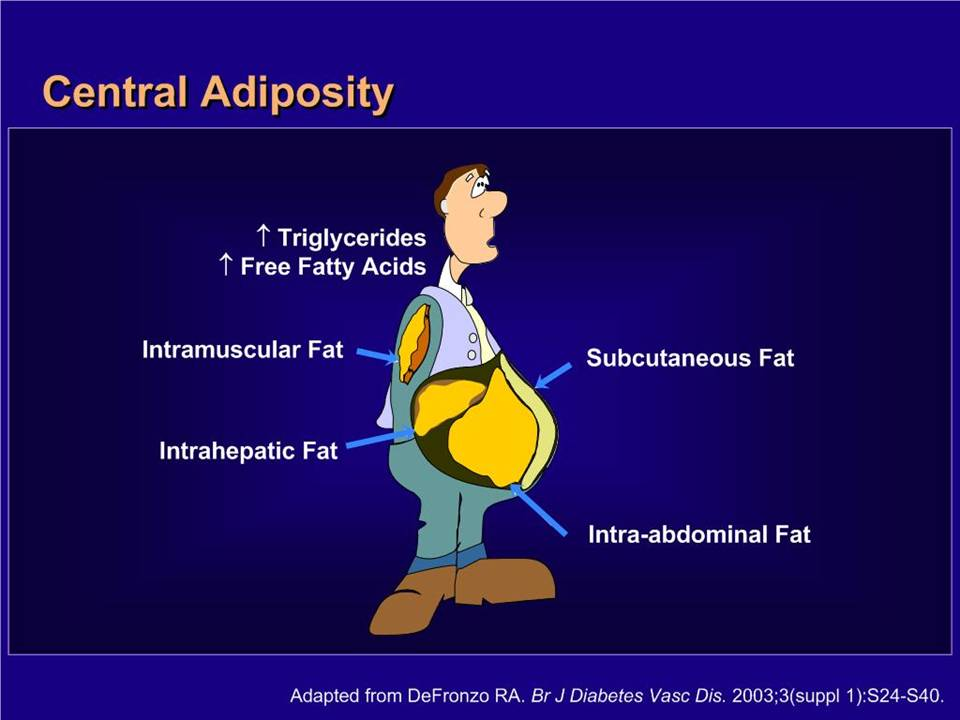 Central Adiposity
↑ Triglycerides
↑ Free Fatty Acids
Intramuscular Fat
Subcutaneous Fat
Intrahepatic Fat
Intra-abdominal Fat
Adapted from DeFronzo RA. Br J Diabetes Vasc Dis. 2003;3(suppl 1):S24-S40.